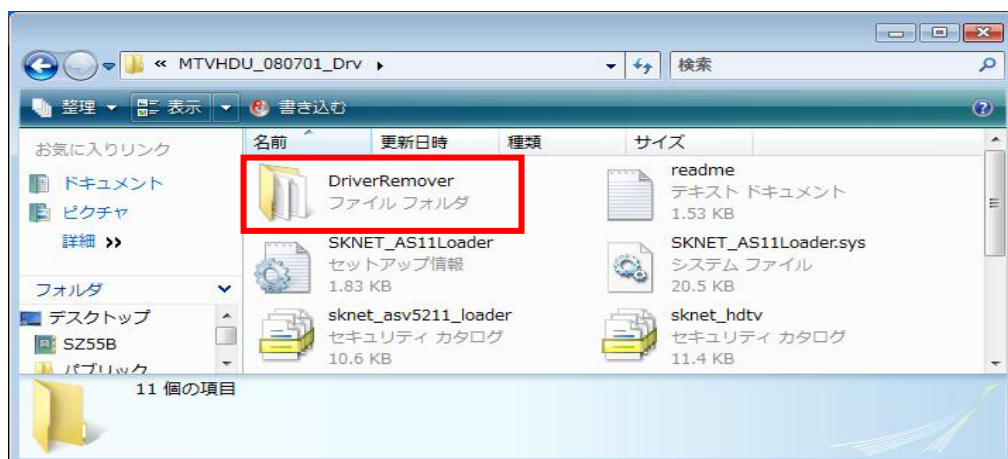 « MTVHDU_080701_Drv
検索
整理 表示 書き込む
お気に入りリンク
ドキュメント
ピクチャ
詳細 »
フォルダ
デスクトップ
SZ55B
パブリック
名前 更新日時 種類 サイズ
DriverRemover
ファイル フォルダ
readme
テキスト ドキュメント
1.53 KB
SKNET_AS11Loader
セットアップ情報
1.83 KB
SKNET_AS11Loader.sys
システム ファイル
20.5 KB
sknet_asv5211_loader
セキュリティ カタログ
10.6 KB
sknet_hdtv
セキュリティ カタログ
11.4 KB
11 個の項目